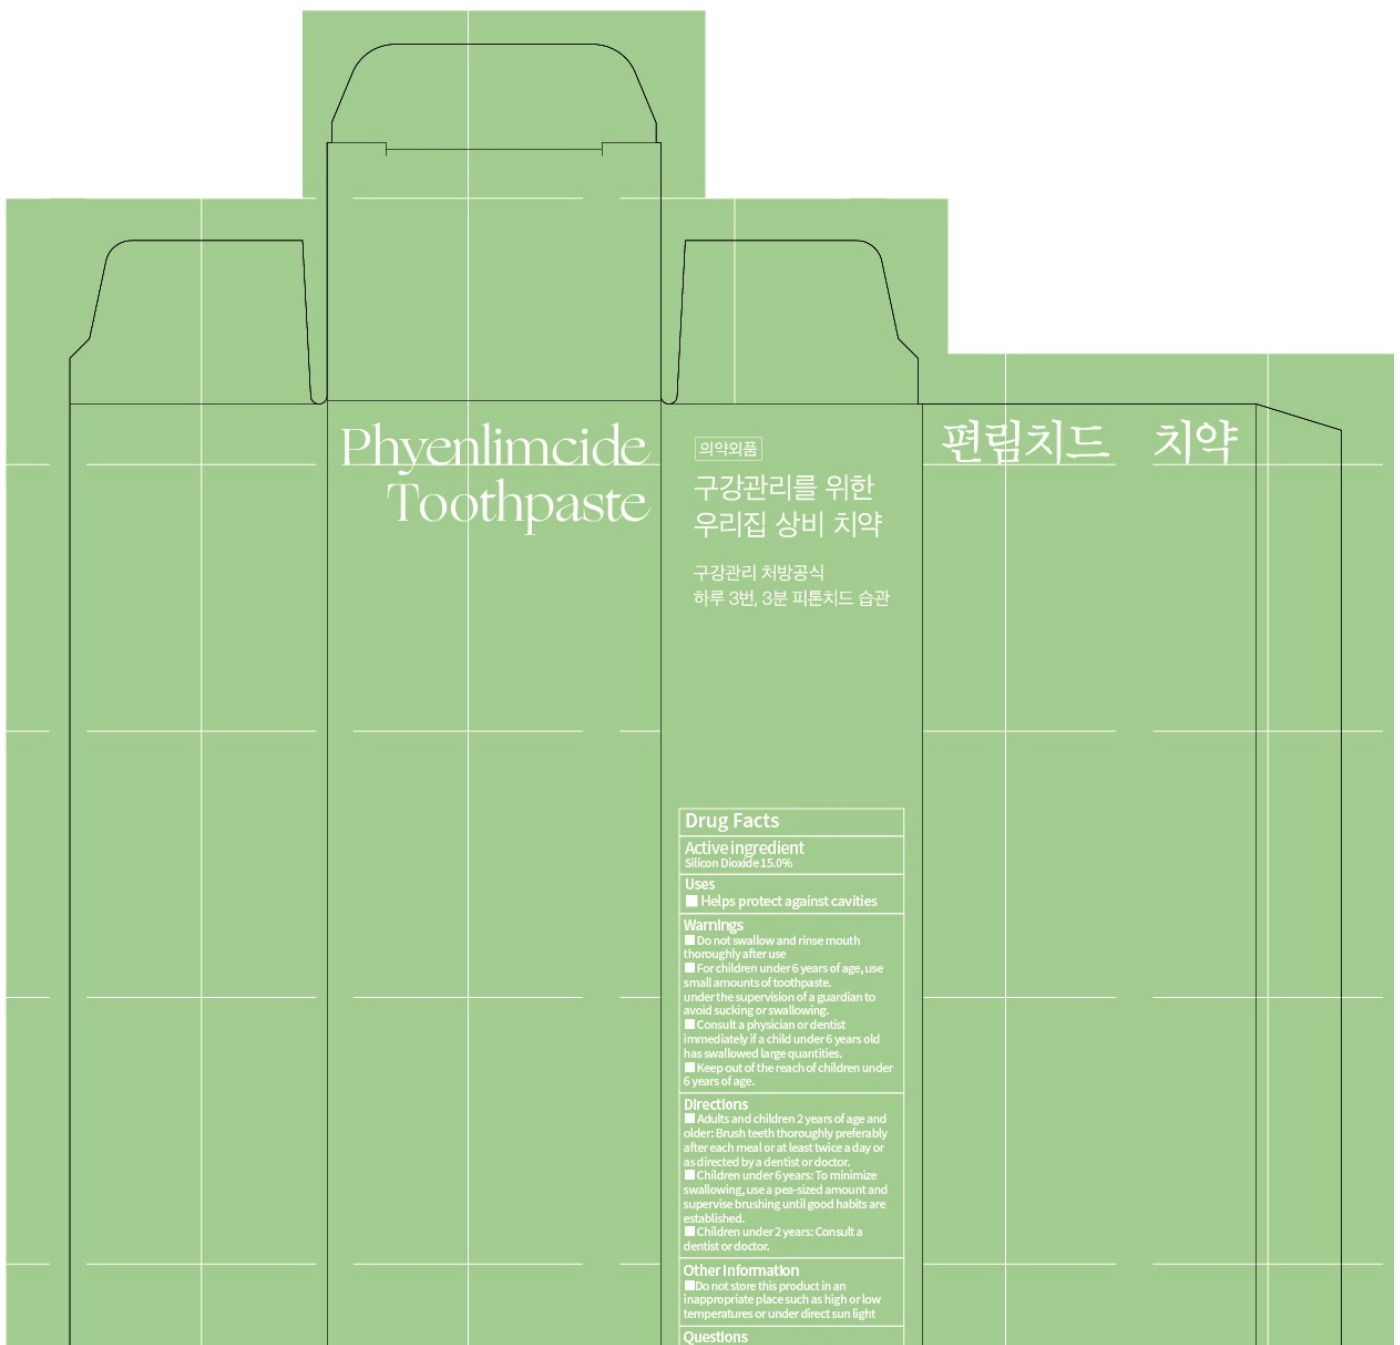 Phyenlimcide
Toothpaste
의약외품
구강관리를 위한
우리집 상비 치약
구강관리 처방공식
하루 3번, 3분 피톤치드 습관
편림치드 치약
Drug Facts
Active ingredient
Silicon Dioxide 15.0%
Uses
■ Helps protect against cavities
Warnings
■ Do not swallow and rinse mouth
thoroughly after use
■ For children under 6 years of age, use
small amounts of toothpaste.
under the supervision of a guardian to
avoid sucking or swallowing.
■ Consult a physician or dentist
immediately if a child under 6 years old
has swallowed large quantities.
■ Keep out of the reach of children under
6 years of age.
Directions
■ Adults and children 2 years of age and
older: Brush teeth thoroughly preferably
after each meal or at least twice a day or
as directed by a dentist or doctor.
■ Children under 6 years: To minimize
swallowing, use a pea-sized amount and
supervise brushing until good habits are
established.
■ Children under 2 years: Consult a
dentist or doctor.
Other Information
■Do not store this product in an
inappropriate place such as high or low
temperatures or under direct sun light
Questions